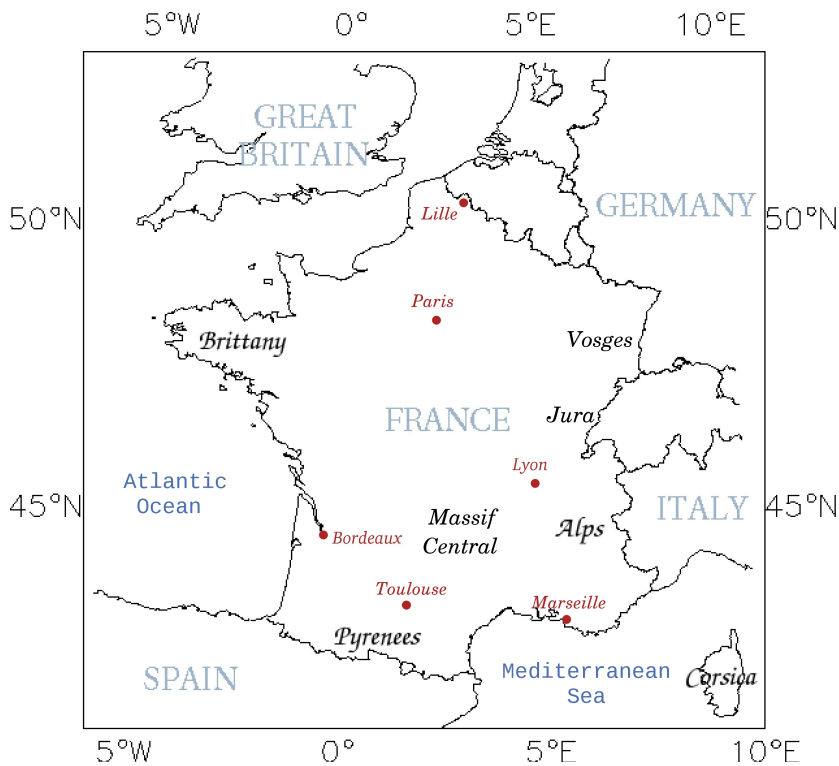 5°W 0° 5°E 10°E
GREAT
BRITAIN
50°N Lille GERMANY 50°N
Paris
Brittany Vosges
FRANCE Jura
Lyon
Atlantic
Ocean
45°N Massif ITALY 45°N
Central Alps
Bordeaux
Toulouse Marseille
Pyrenees
SPAIN Mediterranean Corsica
Sea
5°W 0° 5°E 10°E